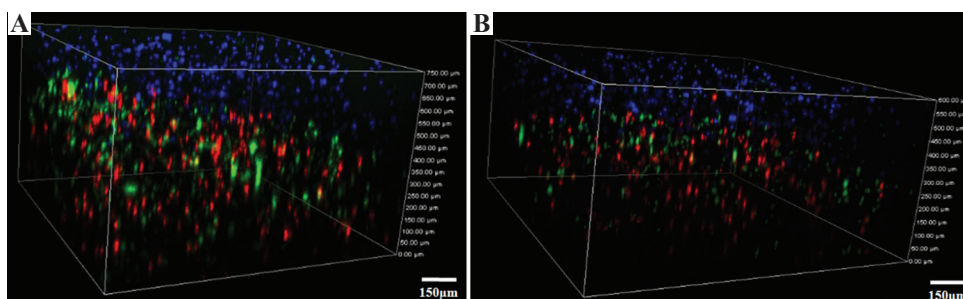 A
750.00 µm
700.00 µm
650.00 µm
600.00 µm
550.00 µm
500.00 µm
450.00 µm
400.00 µm
350.00 µm
300.00 µm
250.00 µm
200.00 µm
150.00 µm
100.00 µm
50.00 µm
0.00 µm
150µm
B
600.00 µm
550.00 µm
500.00 µm
450.00 µm
400.00 µm
350.00 µm
300.00 µm
250.00 µm
200.00 µm
150.00 µm
100.00 µm
50.00 µm
0.00 µm
150µm